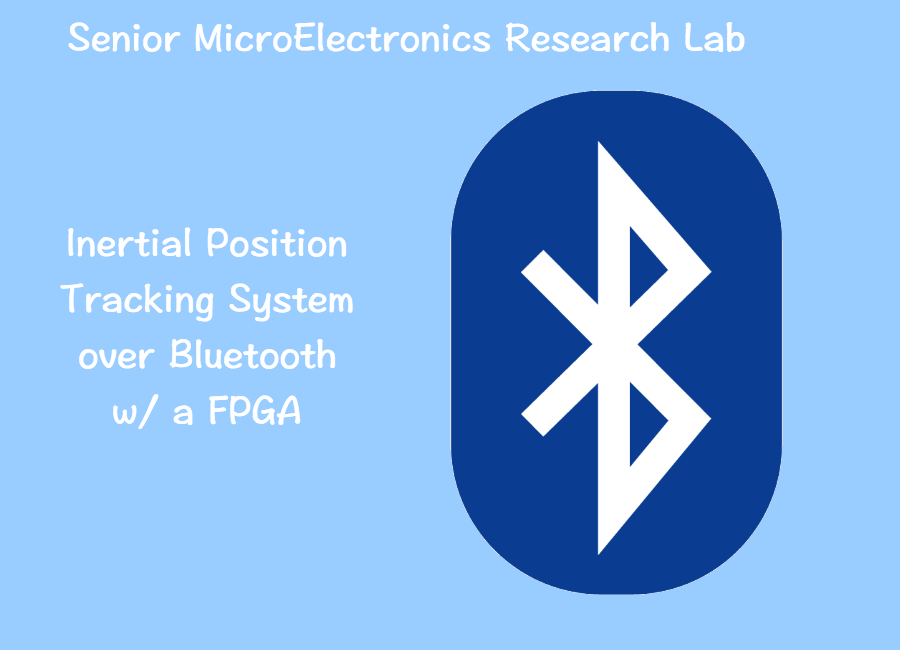 Senior MicroElectronics Research Lab
Inertial Position
Tracking System
over Bluetooth
w/ a FPGA